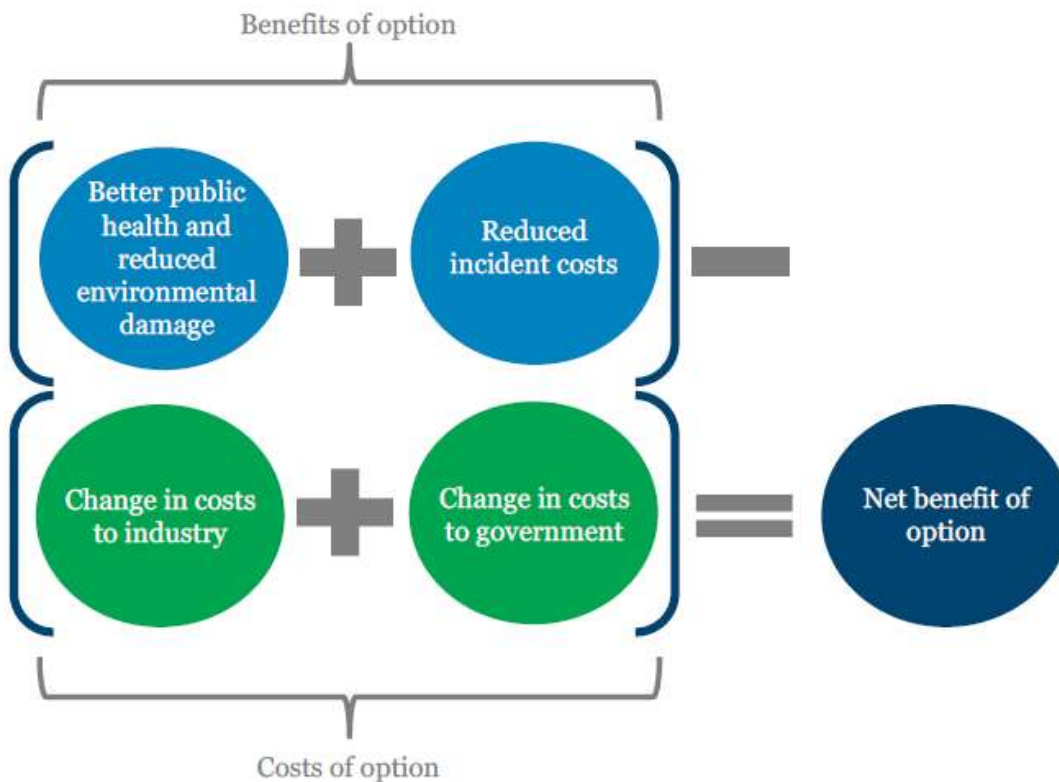 Benefits of option
Better public
health and
reduced
environmental
damage
Reduced
incident costs
Change in costs
to industry
Change in costs
to government
Net benefit of
option
Costs of option